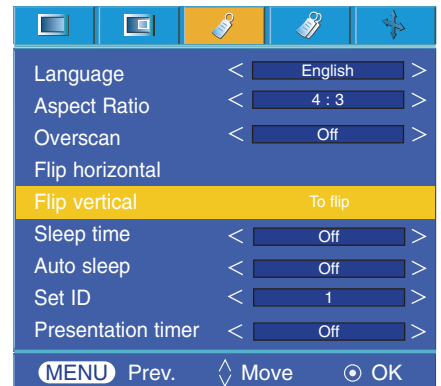 Language < English >
Aspect Ratio < 4 : 3 >
Overscan < Off >
Flip horizontal
Flip vertical To flip
Sleep time < Off >
Auto sleep < Off >
Set ID < 1 >
Presentation timer < Off >
MENU Prev. Move OK